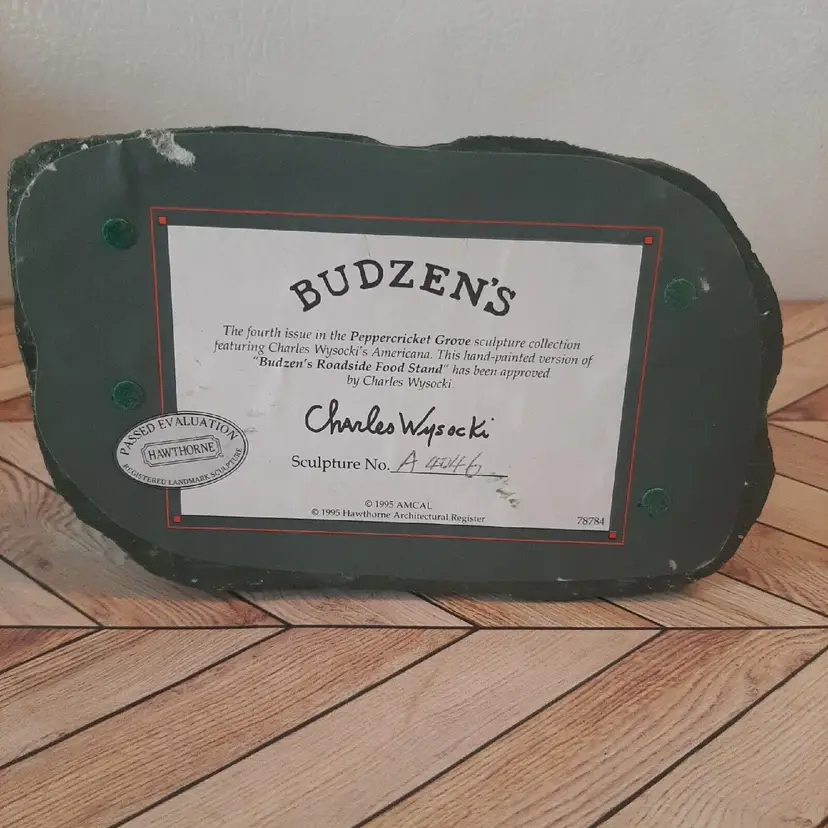 BUDZEN'S
The fourth issue in the Peppercricket Grove sculpture collection
featuring Charles Wysocki's Americana. This hand-painted version of
"Budzen's Roadside Food Stand" has been approved
by Charles Wysocki.
Charles Wysocki
Sculpture No. A 4046
PASSED EVALUATION
HAWTHORNE
REGISTERED LANDMARK SCULPTURE
© 1995 AMCAL
© 1995 Hawthorne Architectural Register
78784